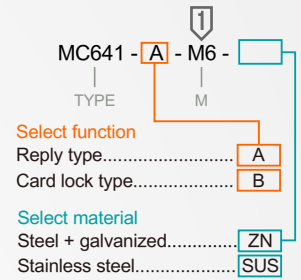 1
MC641 - A - M6 -
TYPE M
Select function
Reply type.................... A
Card lock type............... B
Select material
Steel + galvanized............ ZN
Stainless steel................. SUS